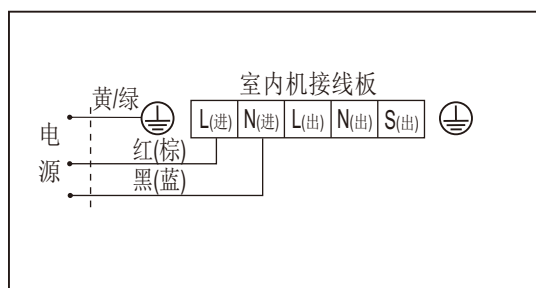 室内机接线板
黄/绿
L(进) N(进) L(出) N(出) S(出)
电源
红(棕)
黑(蓝)